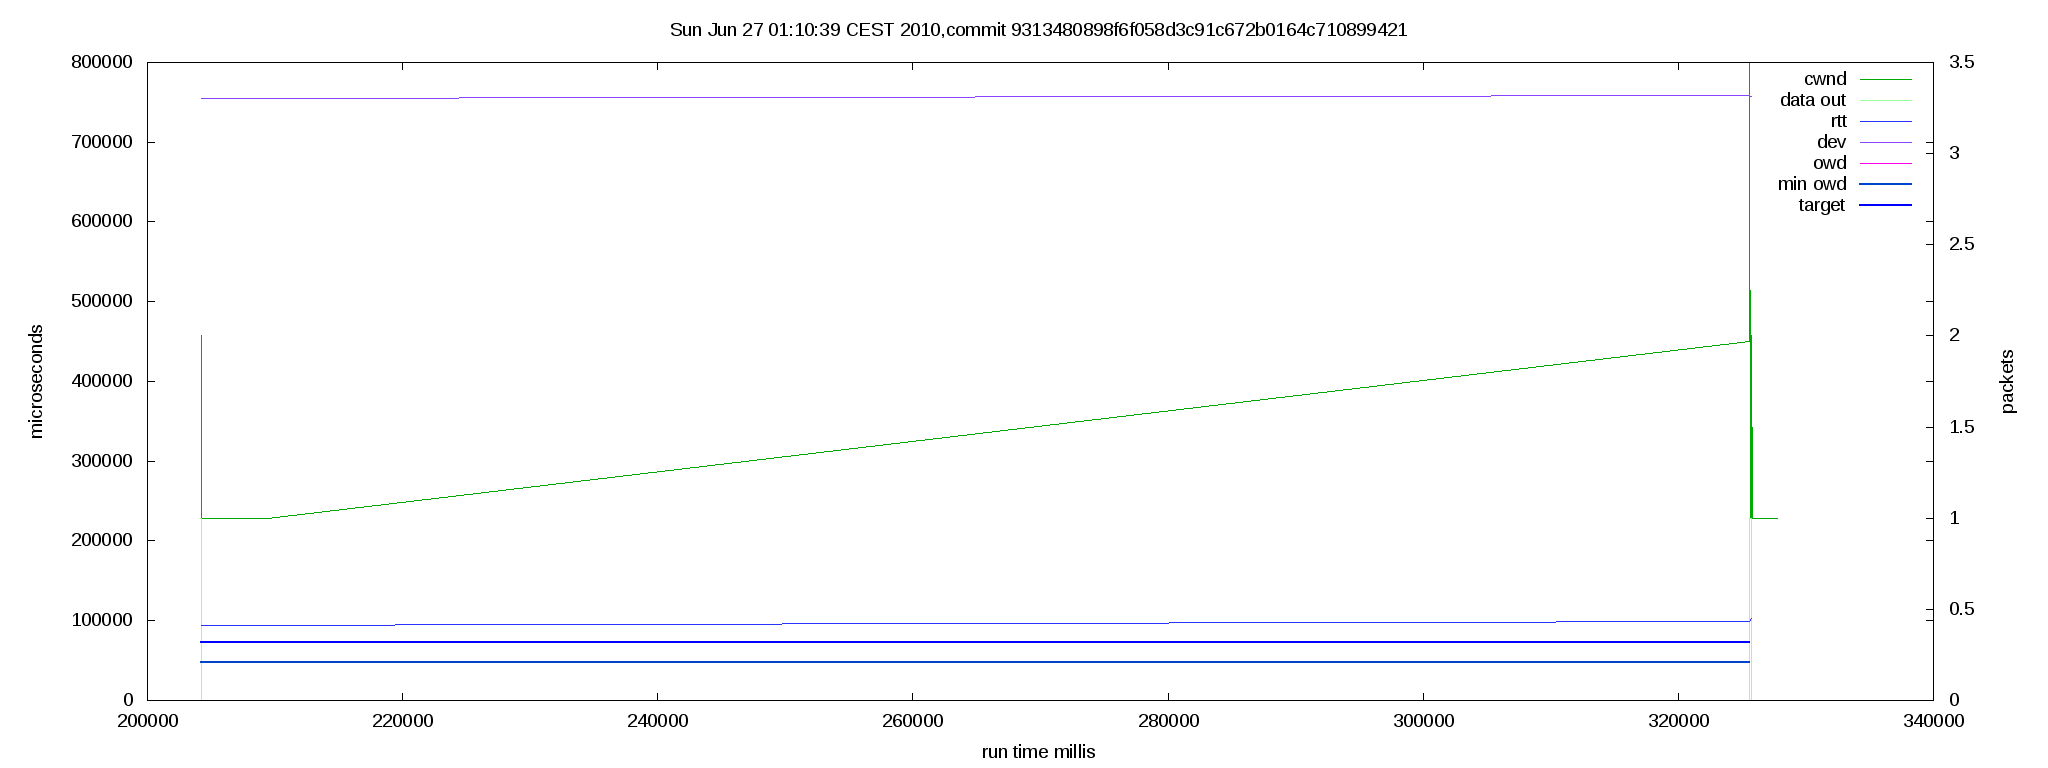 Sun Jun 27 01:10:39 CEST 2010,commit 9313480898f6f058d3c91c672b0164c710899421
800000
700000
600000
500000
400000
300000
200000
100000
0
microseconds
3.5
3
2.5
2
1.5
1
0.5
0
packets
cwnd
data out
rtt
dev
owd
min owd
target
200000 220000 240000 260000 280000 300000 320000 340000
run time millis